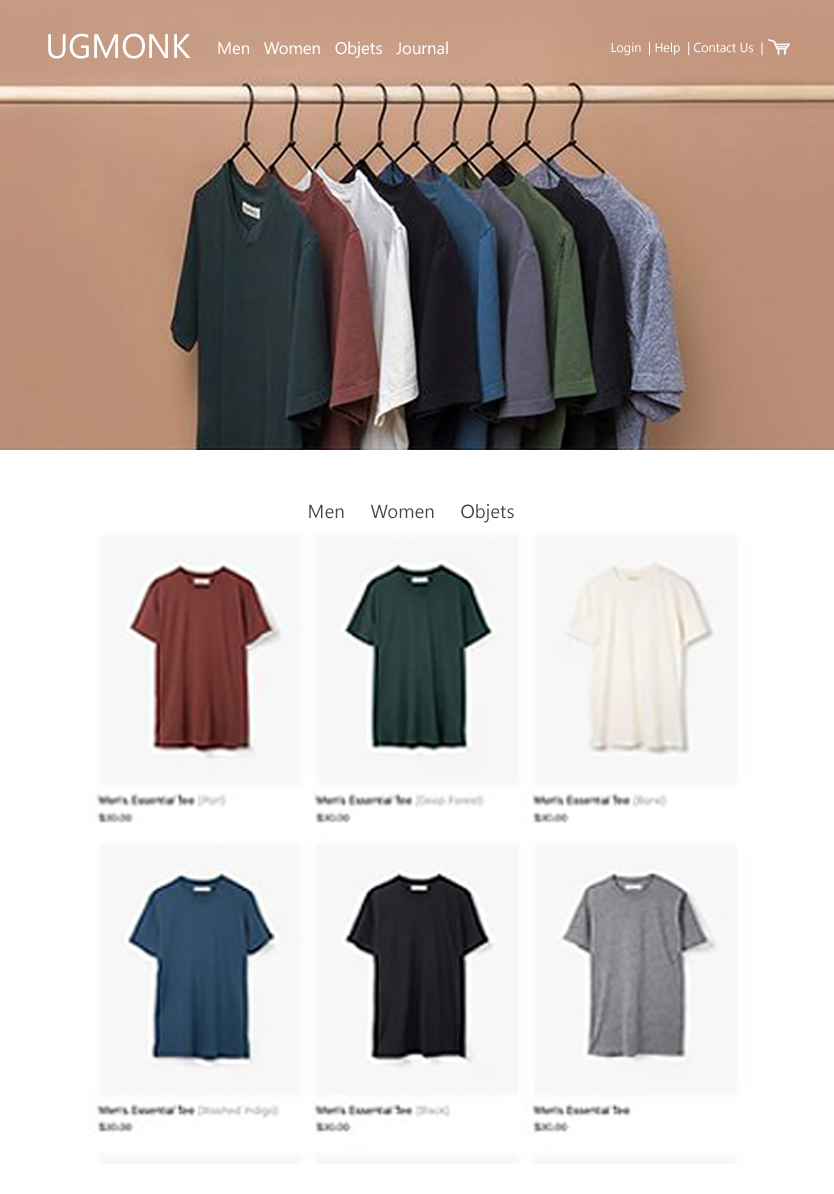 UGMONK Men Women Objets Journal Login | Help | Contact Us |
Men Women Objets
Men's Essential Tee (Port) Men's Essential Tee (Deep Forest) Men's Essential Tee (Bone)
$30.00 $30.00 $30.00
Men's Essential Tee (Washed Indigo) Men's Essential Tee (Black) Men's Essential Tee
$30.00 $30.00 $30.00